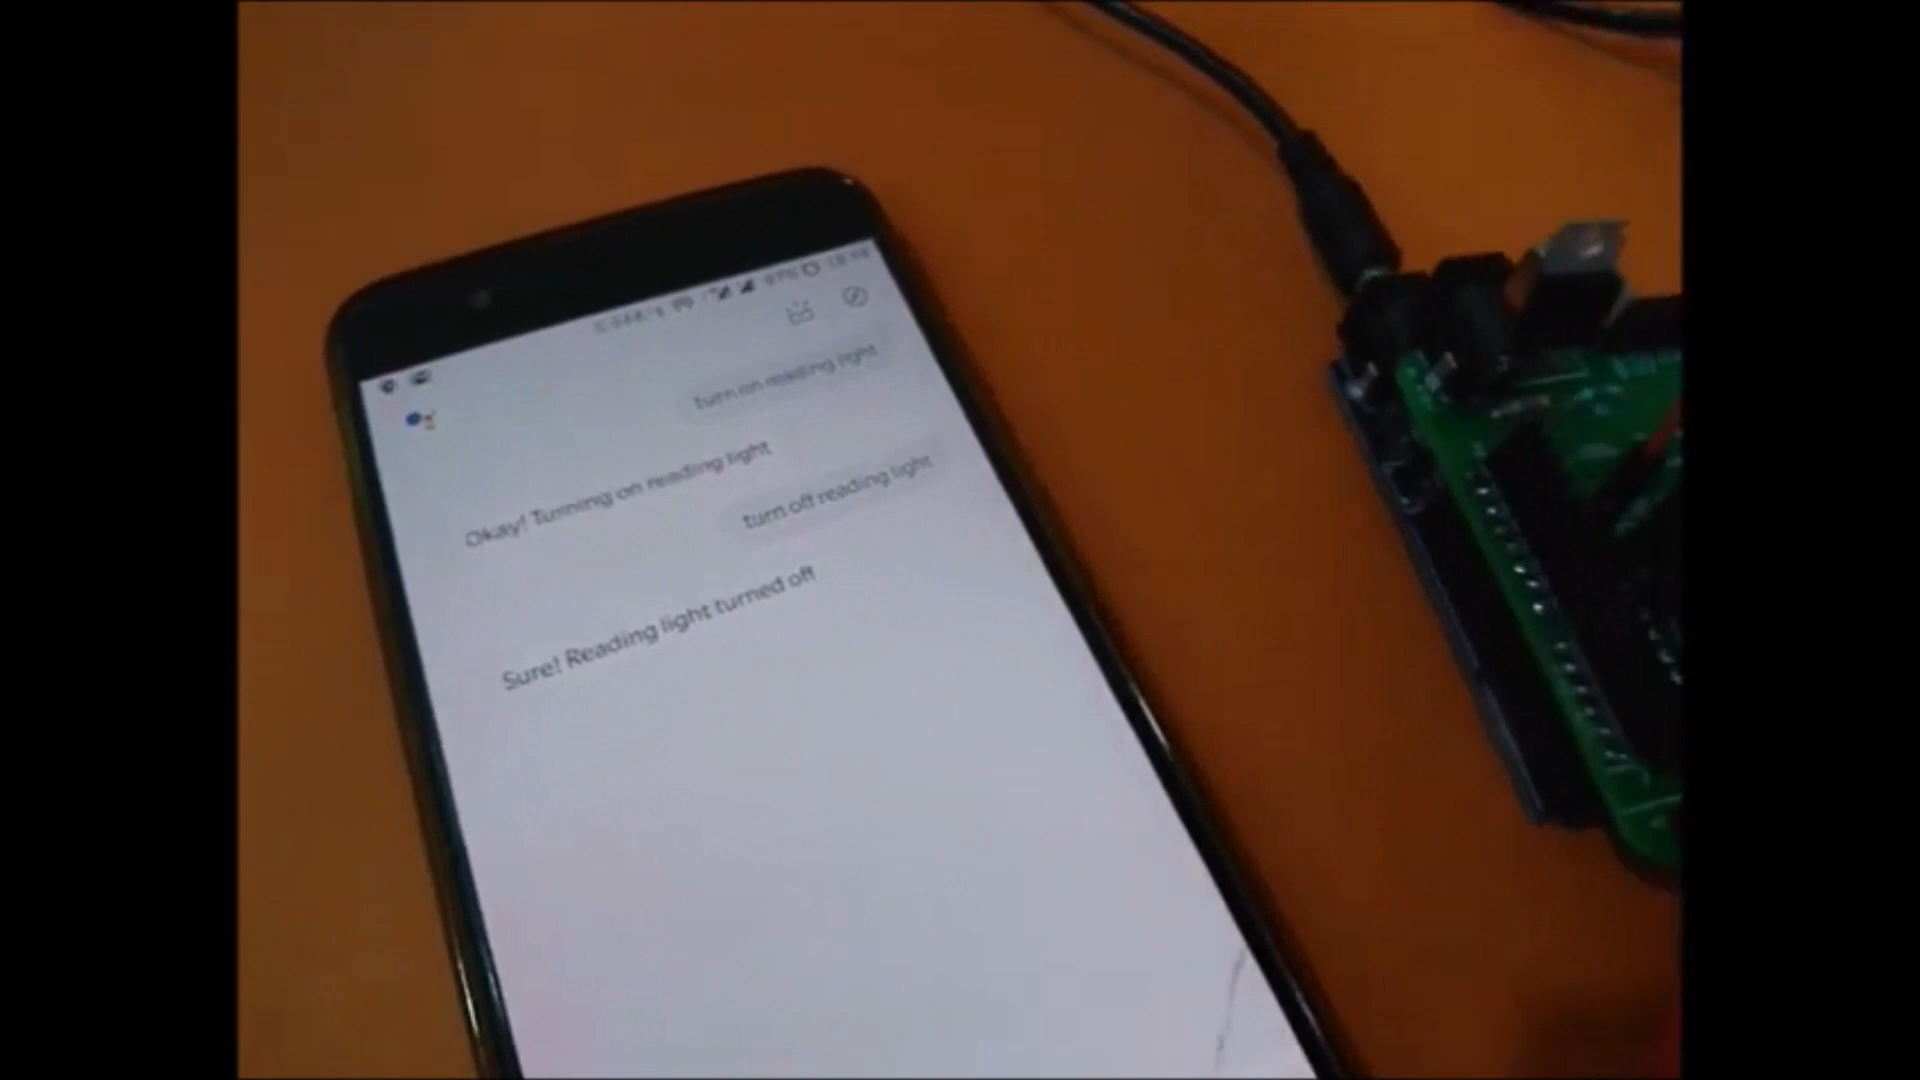 turn on reading light
Okay! Turning on reading light
turn off reading light
Sure! Reading light turned off